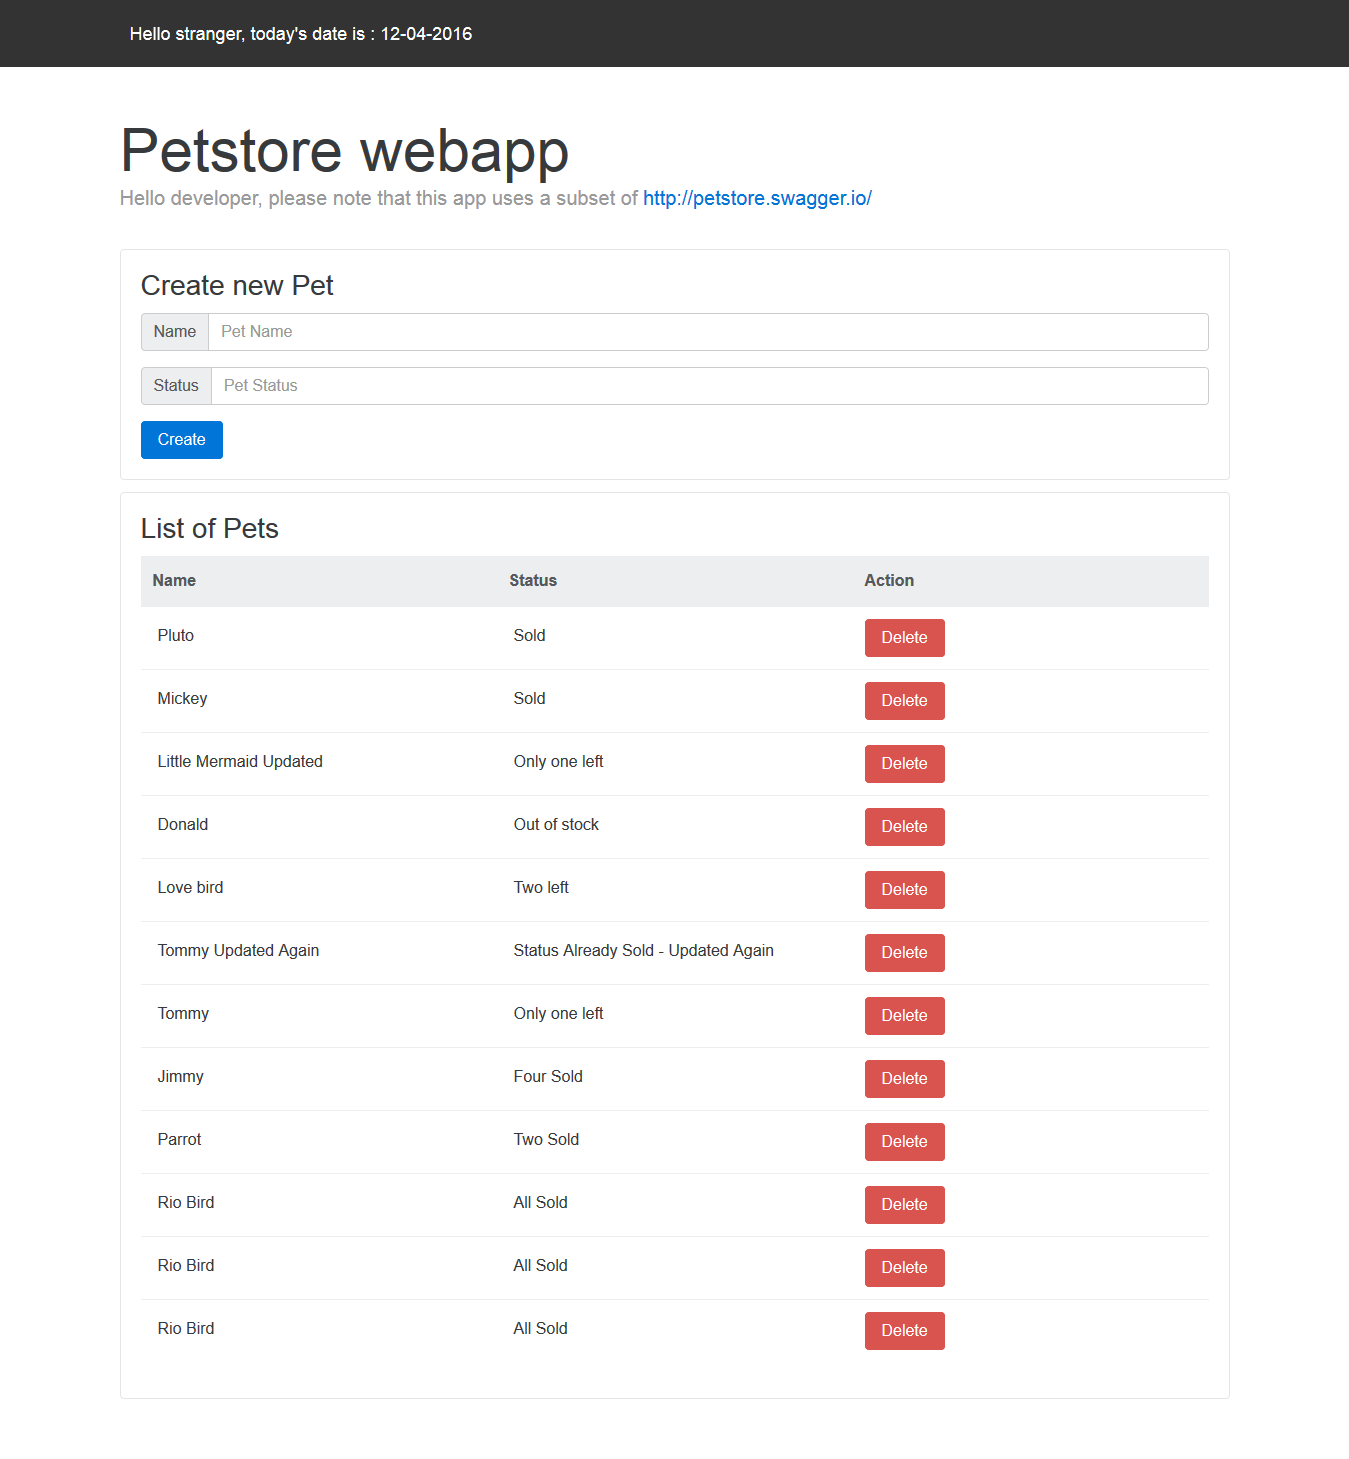 Hello stranger, today's date is : 12-04-2016
Petstore webapp
Hello developer, please note that this app uses a subset of http://petstore.swagger.io/
Create new Pet
Name Pet Name
Status Pet Status
Create
List of Pets
Name Status Action
Pluto Sold Delete
Mickey Sold Delete
Little Mermaid Updated Only one left Delete
Donald Out of stock Delete
Love bird Two left Delete
Tommy Updated Again Status Already Sold - Updated Again Delete
Tommy Only one left Delete
Jimmy Four Sold Delete
Parrot Two Sold Delete
Rio Bird All Sold Delete
Rio Bird All Sold Delete
Rio Bird All Sold Delete